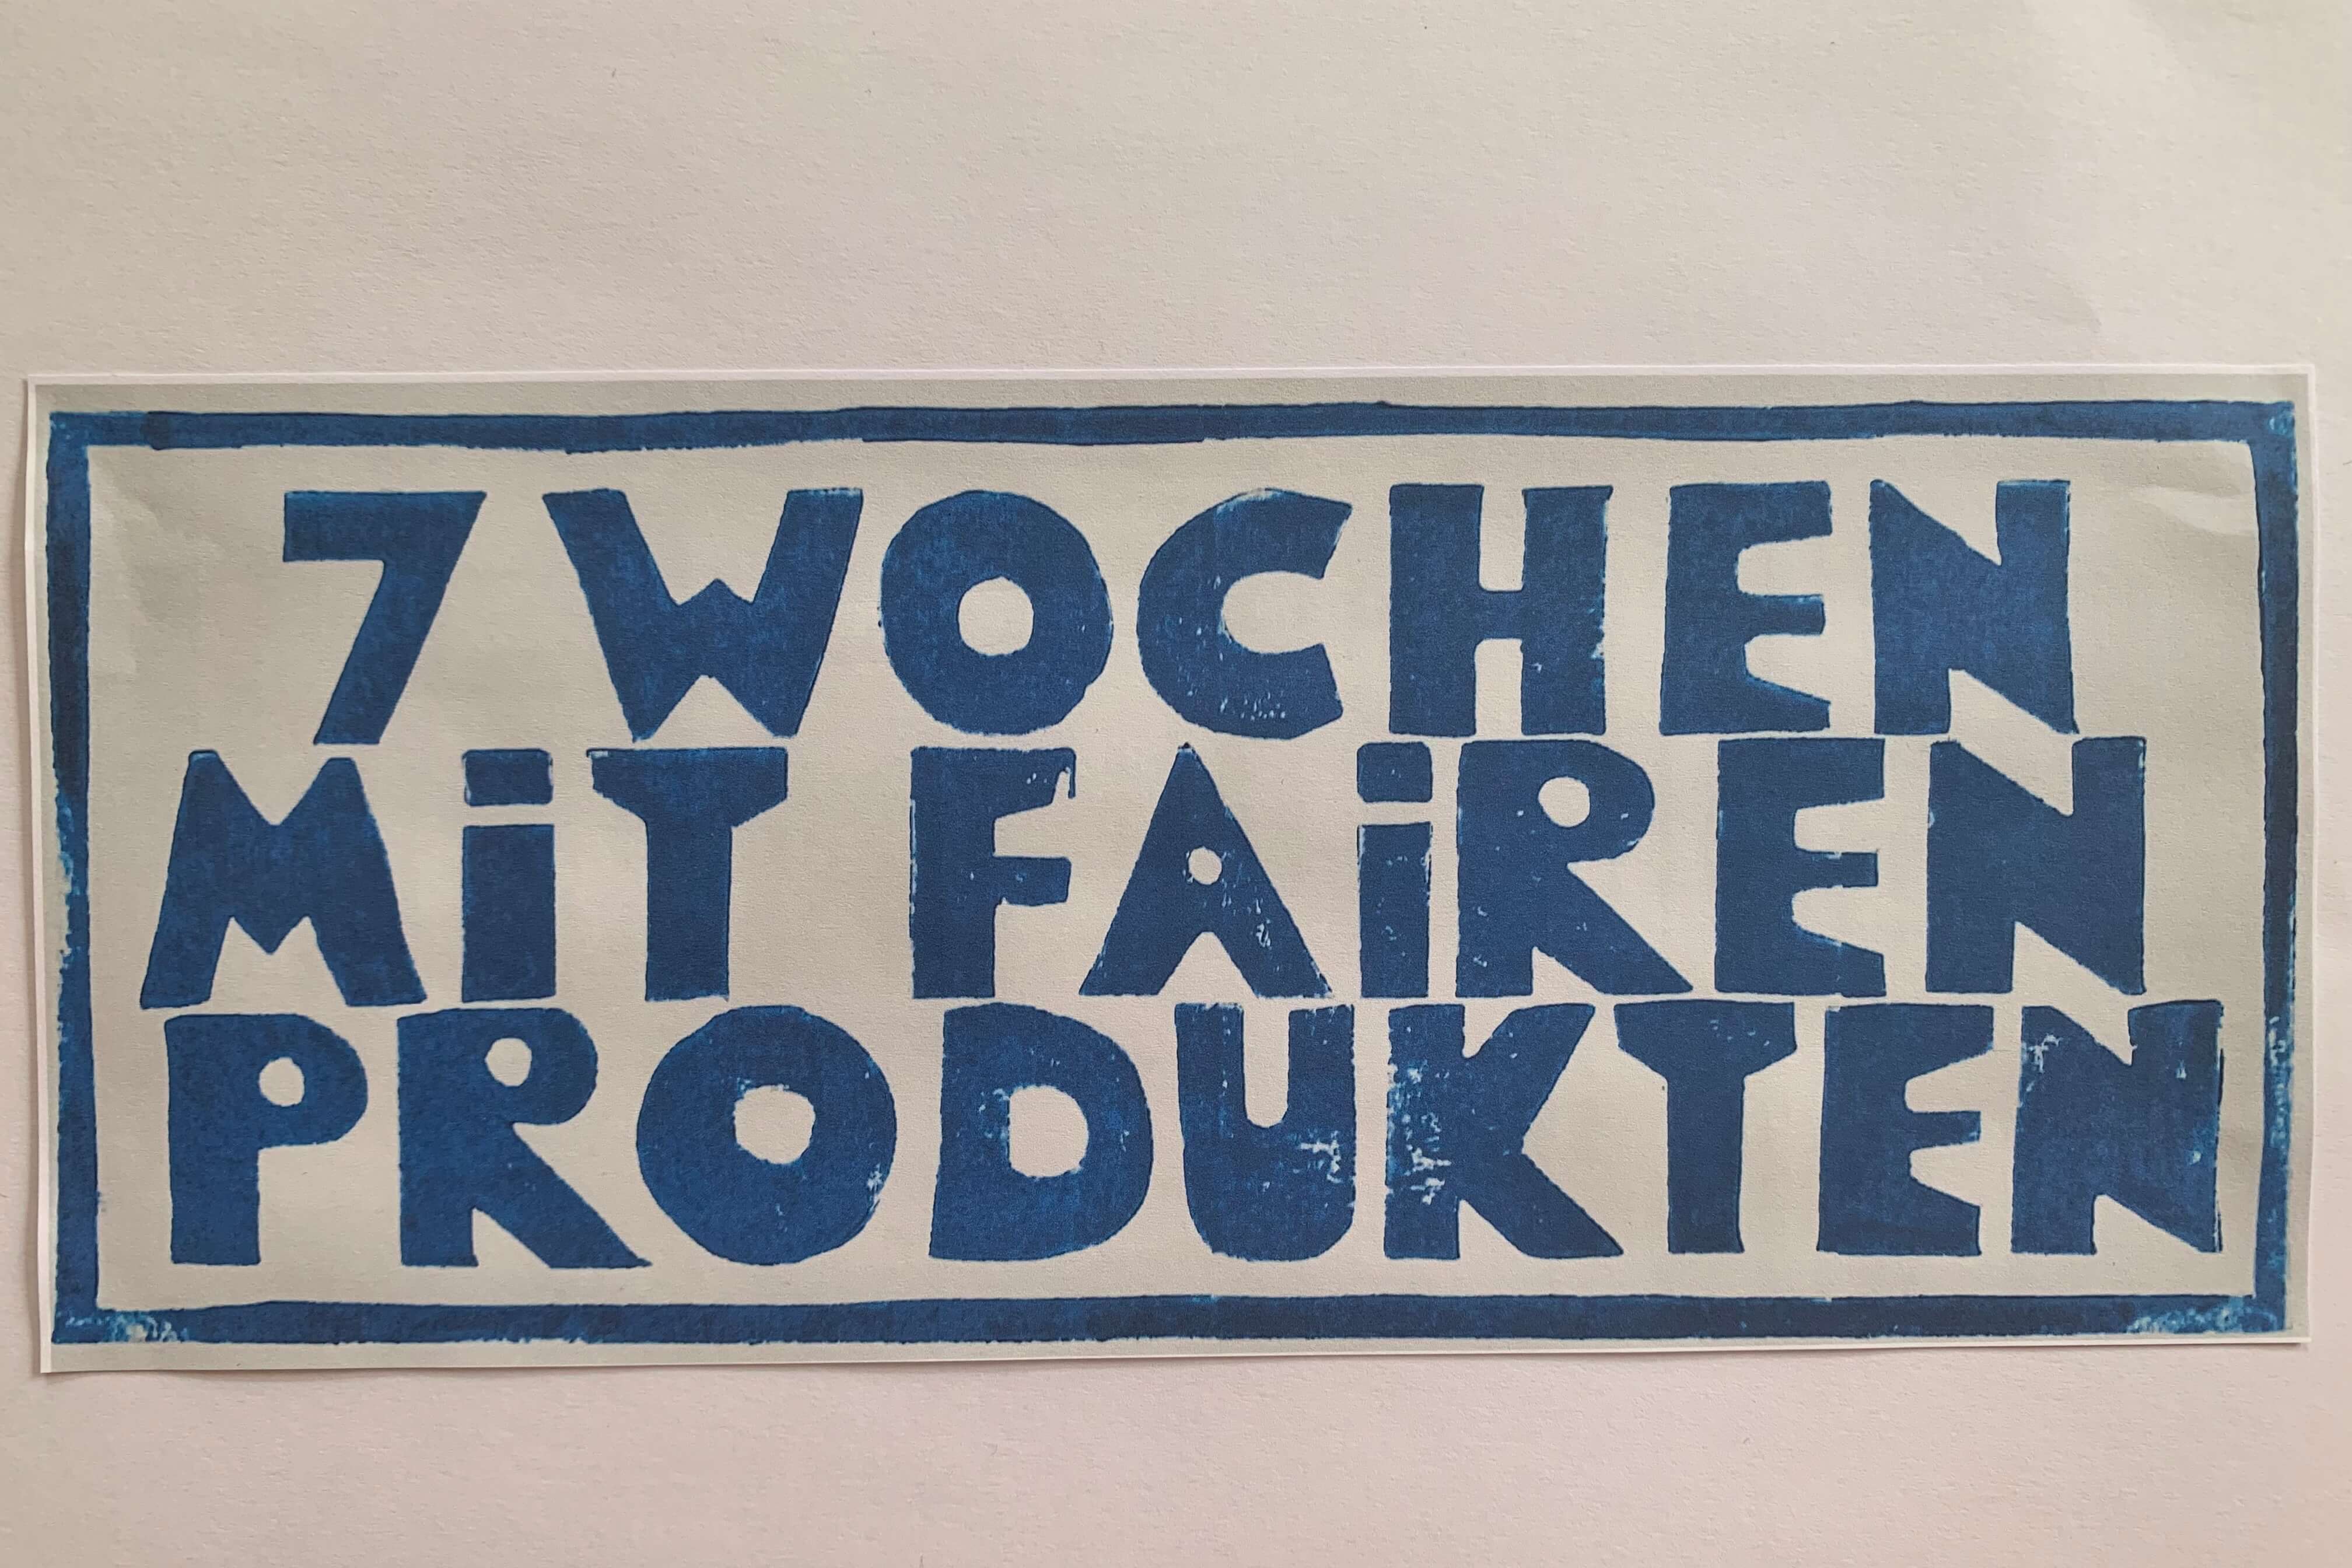 7 WOCHEN
MiT FAiREN
PRODUKTEN